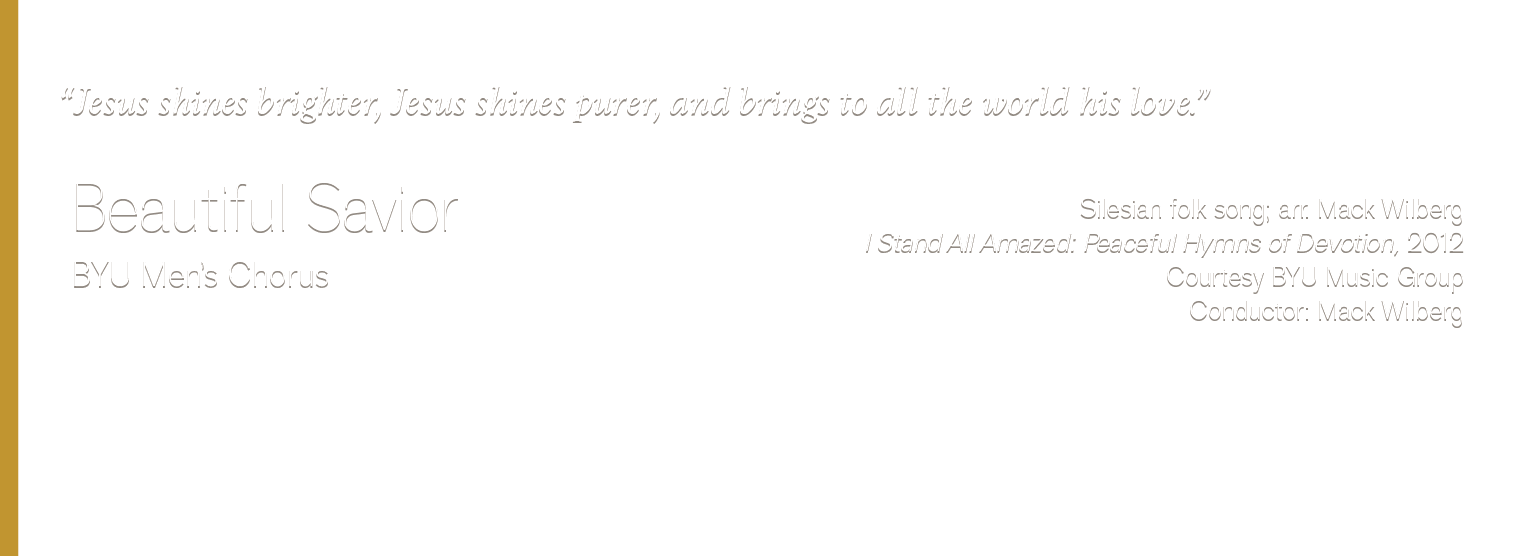 “Jesus shines brighter, Jesus shines purer, and brings to all the world his love.”
Beautiful Savior
BYU Men’s Chorus
Silesian folk song; arr. Mack Wilberg
I Stand All Amazed: Peaceful Hymns of Devotion, 2012
Courtesy BYU Music Group
Conductor: Mack Wilberg